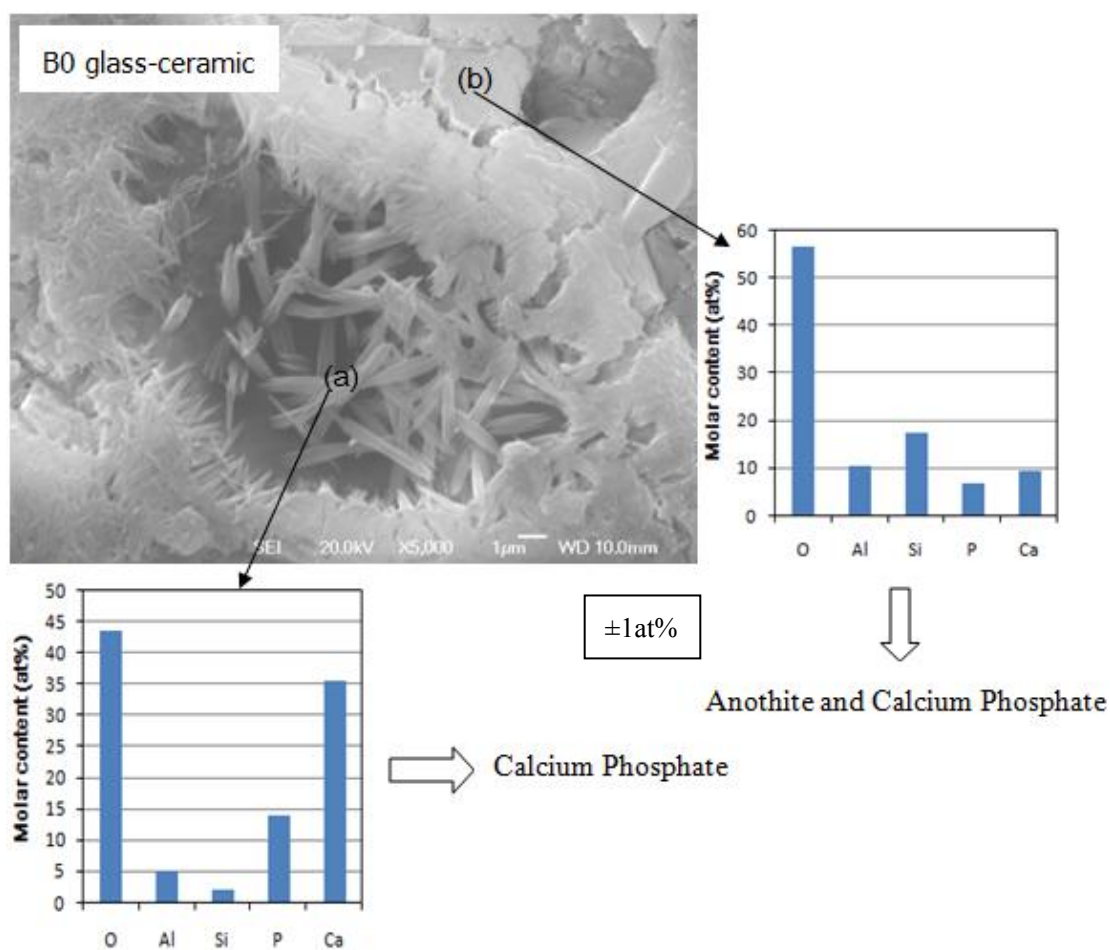 B0 glass-ceramic
(b)
(a)
SEI 20.0kV X5,000 1µm WD 10.0mm
Molar content (at%)
60
50
40
30
20
10
0
O Al Si P Ca
±1at%
Anothite and Calcium Phosphate
Molar content (at%)
50
45
40
35
30
25
20
15
10
5
0
O Al Si P Ca
Calcium Phosphate